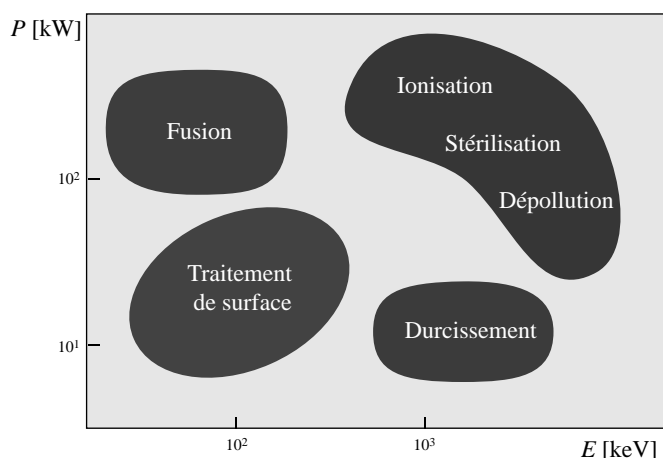 P [kW]
Ionisation
Fusion
Stérilisation
10²
Dépollution
Traitement
de surface
Durcissement
10¹
10² 10³
E [keV]